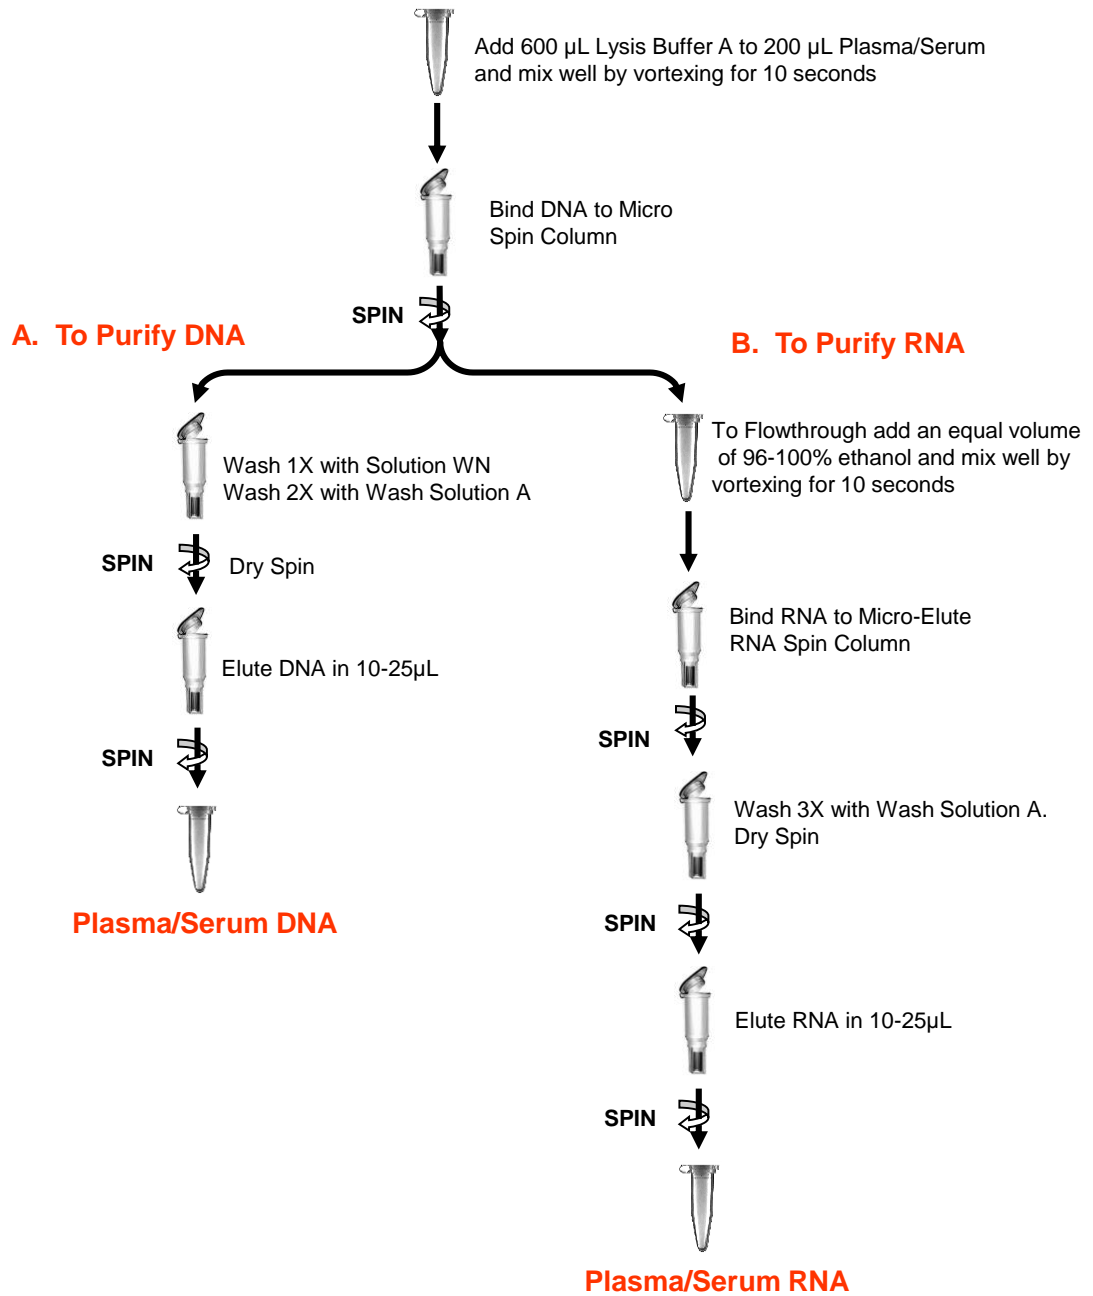 Add 600 µL Lysis Buffer A to 200 µL Plasma/Serum
and mix well by vortexing for 10 seconds
Bind DNA to Micro
Spin Column
SPIN
A. To Purify DNA
Wash 1X with Solution WN
Wash 2X with Wash Solution A
SPIN
Dry Spin
Elute DNA in 10-25µL
SPIN
Plasma/Serum DNA
B. To Purify RNA
To Flowthrough add an equal volume
of 96-100% ethanol and mix well by
vortexing for 10 seconds
Bind RNA to Micro-Elute
RNA Spin Column
SPIN
Wash 3X with Wash Solution A.
Dry Spin
SPIN
Elute RNA in 10-25µL
SPIN
Plasma/Serum RNA